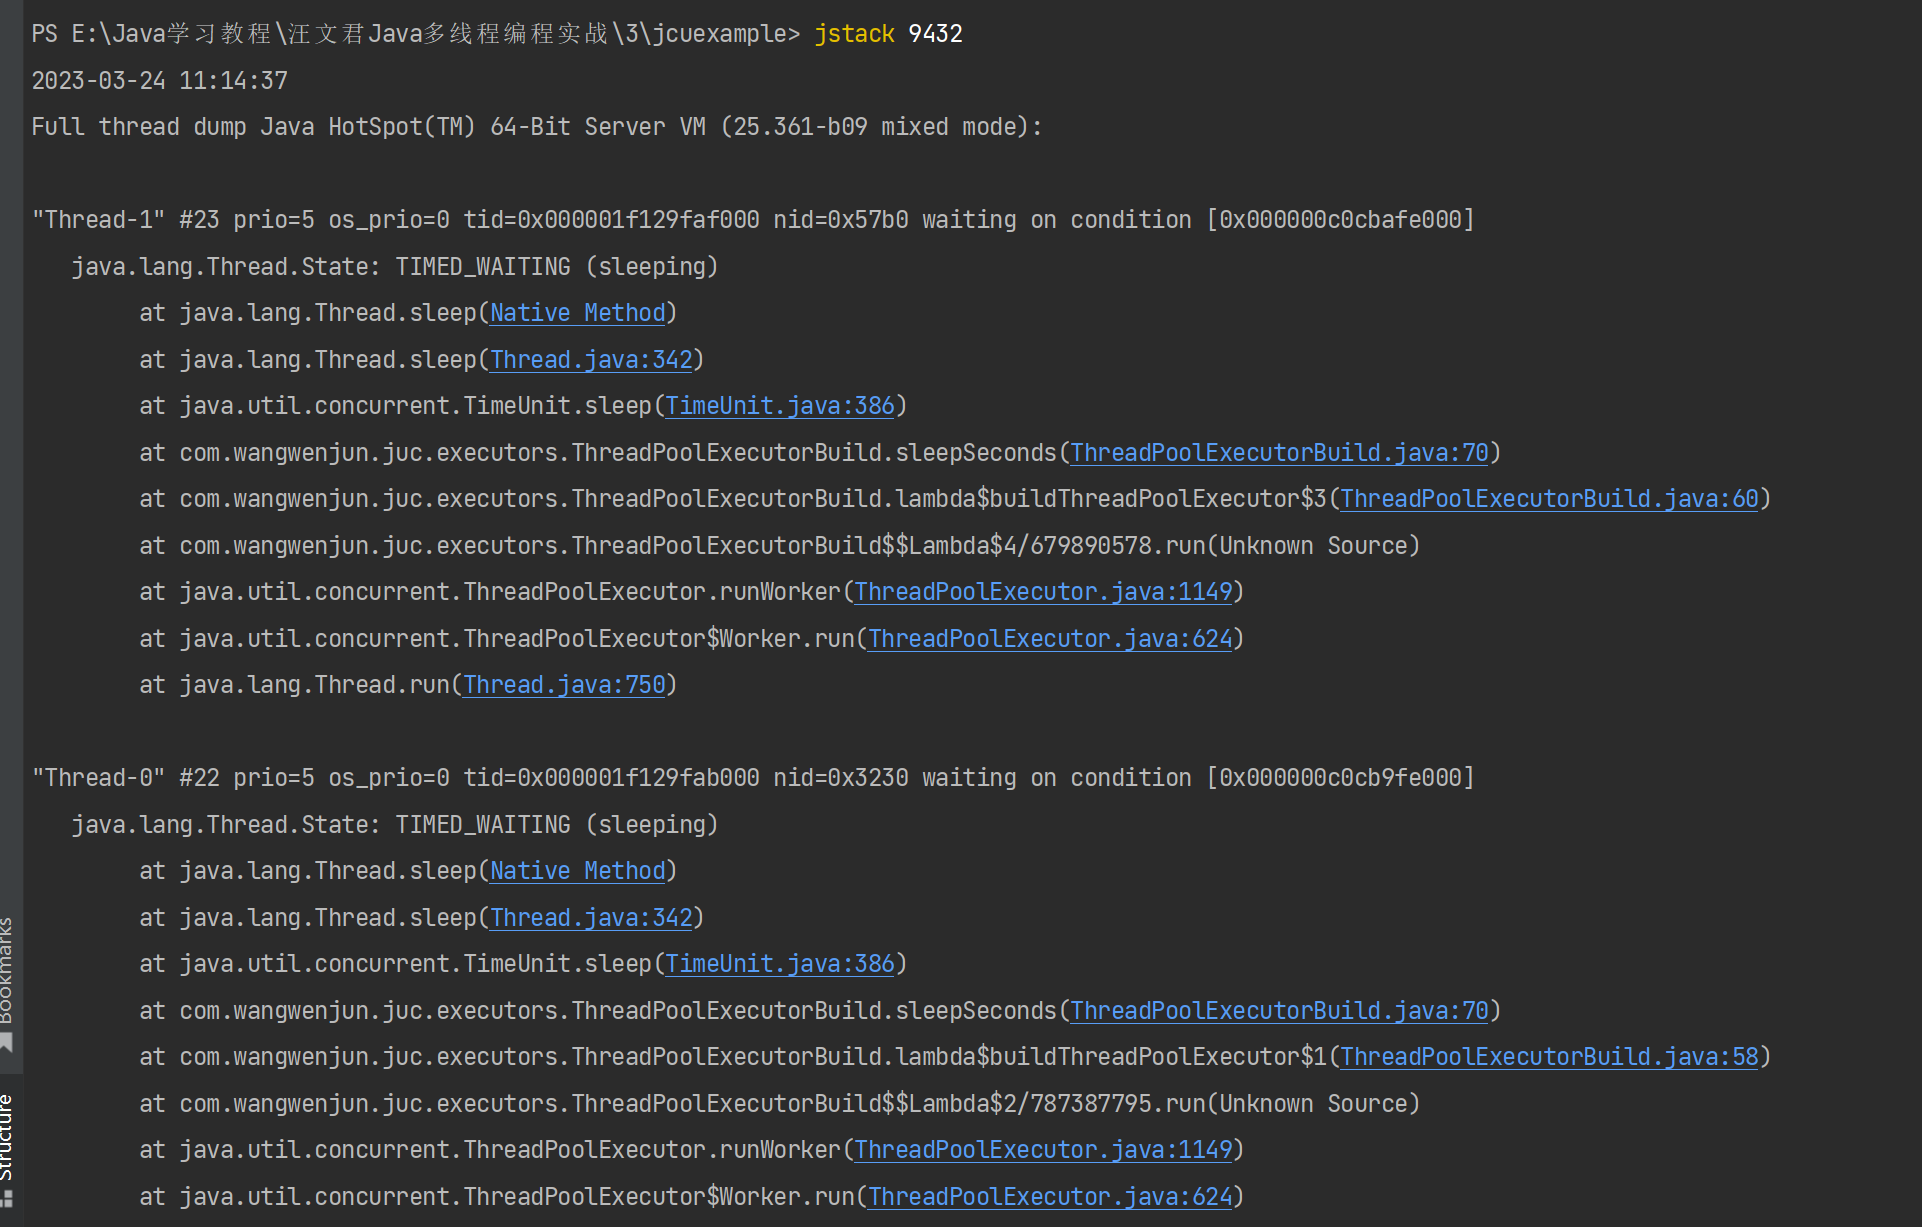 PS E:\Java学习教程\汪文君Java多线程编程实战\3\jcuexample> jstack 9432
2023-03-24 11:14:37
Full thread dump Java HotSpot(TM) 64-Bit Server VM (25.361-b09 mixed mode):
"Thread-1" #23 prio=5 os_prio=0 tid=0x000001f129faf000 nid=0x57b0 waiting on condition [0x000000c0cbafe000]
java.lang.Thread.State: TIMED_WAITING (sleeping)
at java.lang.Thread.sleep(Native Method)
at java.lang.Thread.sleep(Thread.java:342)
at java.util.concurrent.TimeUnit.sleep(TimeUnit.java:386)
at com.wangwenjun.juc.executors.ThreadPoolExecutorBuild.sleepSeconds(ThreadPoolExecutorBuild.java:70)
at com.wangwenjun.juc.executors.ThreadPoolExecutorBuild.lambda$buildThreadPoolExecutor$3(ThreadPoolExecutorBuild.java:60)
at com.wangwenjun.juc.executors.ThreadPoolExecutorBuild$$Lambda$4/679890578.run(Unknown Source)
at java.util.concurrent.ThreadPoolExecutor.runWorker(ThreadPoolExecutor.java:1149)
at java.util.concurrent.ThreadPoolExecutor$Worker.run(ThreadPoolExecutor.java:624)
at java.lang.Thread.run(Thread.java:750)
"Thread-0" #22 prio=5 os_prio=0 tid=0x000001f129fab000 nid=0x3230 waiting on condition [0x000000c0cb9fe000]
java.lang.Thread.State: TIMED_WAITING (sleeping)
at java.lang.Thread.sleep(Native Method)
at java.lang.Thread.sleep(Thread.java:342)
at java.util.concurrent.TimeUnit.sleep(TimeUnit.java:386)
at com.wangwenjun.juc.executors.ThreadPoolExecutorBuild.sleepSeconds(ThreadPoolExecutorBuild.java:70)
at com.wangwenjun.juc.executors.ThreadPoolExecutorBuild.lambda$buildThreadPoolExecutor$1(ThreadPoolExecutorBuild.java:58)
at com.wangwenjun.juc.executors.ThreadPoolExecutorBuild$$Lambda$2/787387795.run(Unknown Source)
at java.util.concurrent.ThreadPoolExecutor.runWorker(ThreadPoolExecutor.java:1149)
at java.util.concurrent.ThreadPoolExecutor$Worker.run(ThreadPoolExecutor.java:624)
Bookmarks
Structure